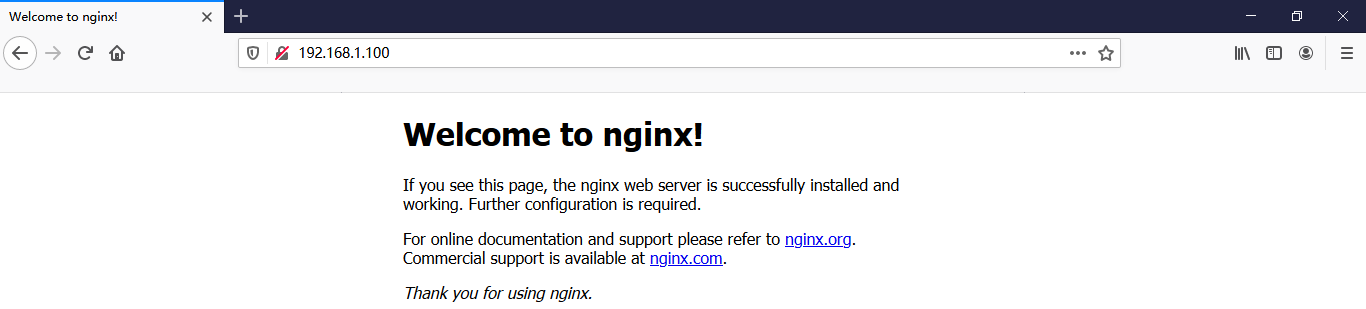 Welcome to nginx!
192.168.1.100
Welcome to nginx!
If you see this page, the nginx web server is successfully installed and
working. Further configuration is required.
For online documentation and support please refer to nginx.org.
Commercial support is available at nginx.com.
Thank you for using nginx.